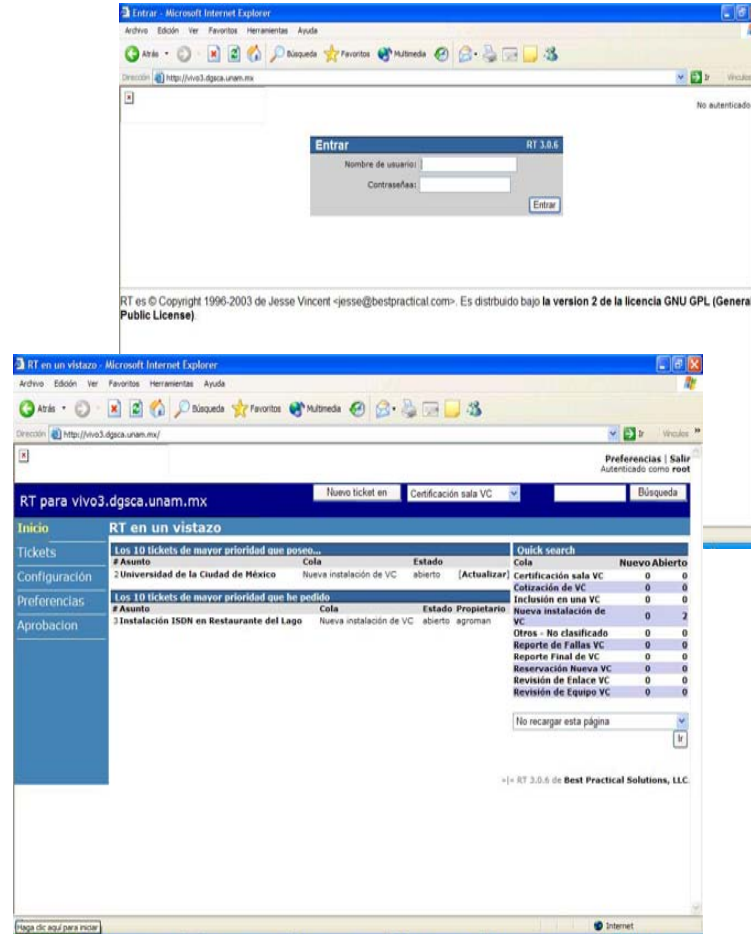 Entrar - Microsoft Internet Explorer
Archivo Edición Ver Favoritos Herramientas Ayuda
Atrás Búsqueda Favoritos Multimedia
Dirección http://vivo3.dgsca.unam.mx Ir Vínculos
No autenticado
Entrar RT 3.0.6
Nombre de usuario:
Contraseñas:
Entrar
RT es © Copyright 1996-2003 de Jesse Vincent <jesse@bestpractical.com>. Es distrbuido bajo la version 2 de la licencia GNU GPL (General
Public License)
RT en un vistazo - Microsoft Internet Explorer
Archivo Edición Ver Favoritos Herramientas Ayuda
Atrás Búsqueda Favoritos Multimedia
Dirección http://vivo3.dgsca.unam.mx/ Ir Vínculos »
Preferencias | Salir
Autenticado como root
RT para vivo3.dgsca.unam.mx Nuevo ticket en Certificación sala VC Búsqueda
Inicio RT en un vistazo
Tickets
Configuración
Preferencias
Aprobacion
Los 10 tickets de mayor prioridad que poseo...
# Asunto Cola Estado
2 Universidad de la Ciudad de México Nueva instalación de VC abierto [Actualizar]
Los 10 tickets de mayor prioridad que he pedido
# Asunto Cola Estado Propietario
3 Instalación ISDN en Restaurante del Lago Nueva instalación de VC abierto agroman
Quick search
Cola Nuevo Abierto
Certificación sala VC 0 0
Cotización de VC 0 0
Inclusión en una VC 0 0
Nueva instalación de
VC 0 2
Otros - No clasificado 0 0
Reporte de Fallas VC 0 0
Reporte Final de VC 0 0
Reservación Nueva VC 0 0
Revisión de Enlace VC 0 0
Revisión de Equipo VC 0 0
No recargar esta página
Ir
»|« RT 3.0.6 de Best Practical Solutions, LLC.
Haga clic aquí para iniciar
Internet